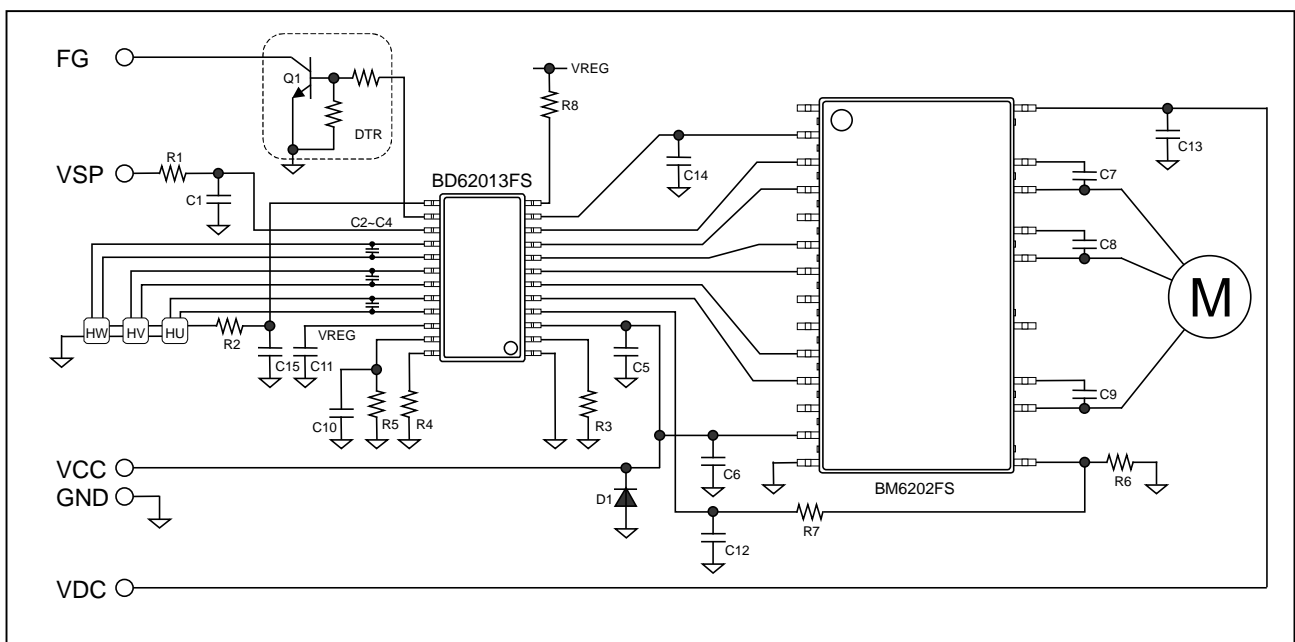 FG
Q1
DTR
VREG
R8
VSP
R1
C1
BD62013FS
C14
C13
C2~C4
C7
C8
M
HW
HV
HU
R2
VREG
C15
C11
C5
C9
C10
R5
R4
R3
VCC
C6
R6
GND
D1
BM6202FS
R7
C12
VDC